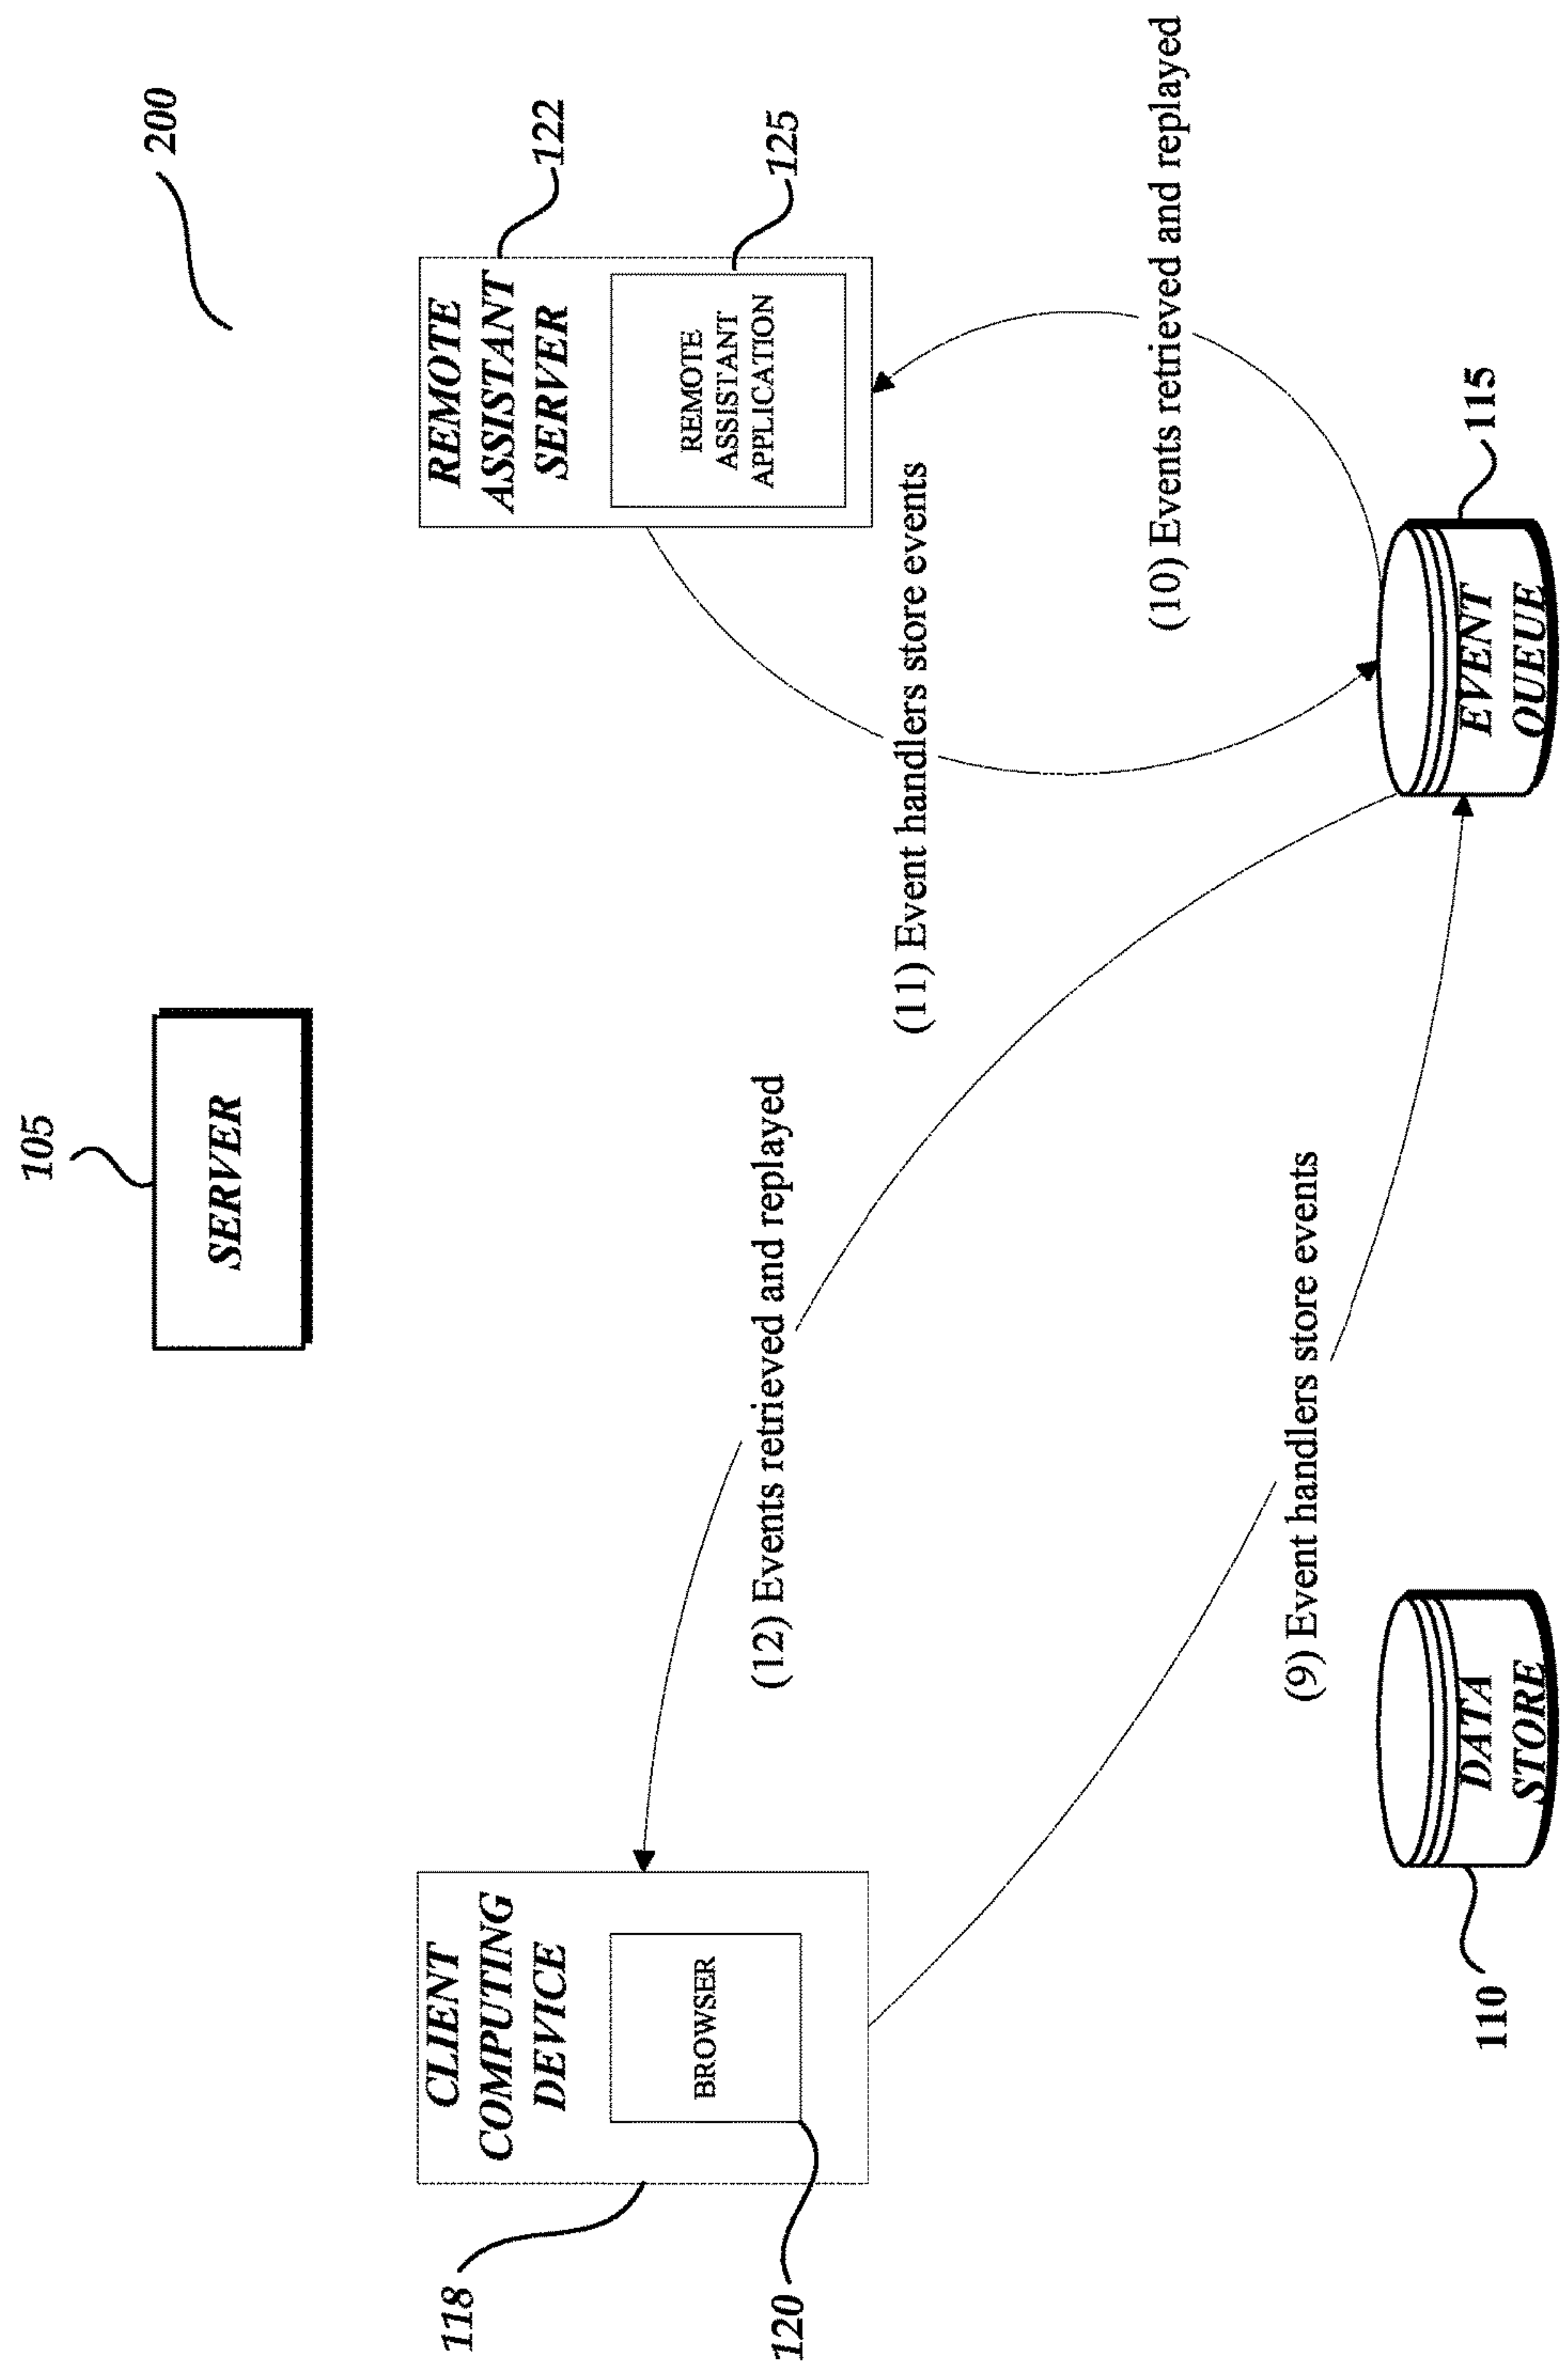 200
105
SERVER
CLIENT
COMPUTING
DEVICE
BROWSER
118
120
REMOTE
ASSISTANT
SERVER
REMOTE
ASSISTANT
APPLICATION
122
125
(12) Events retrieved and replayed
(11) Event handlers store events
(10) Events retrieved and replayed
(9) Event handlers store events
DATA
STORE
110
EVENT
QUEUE
115